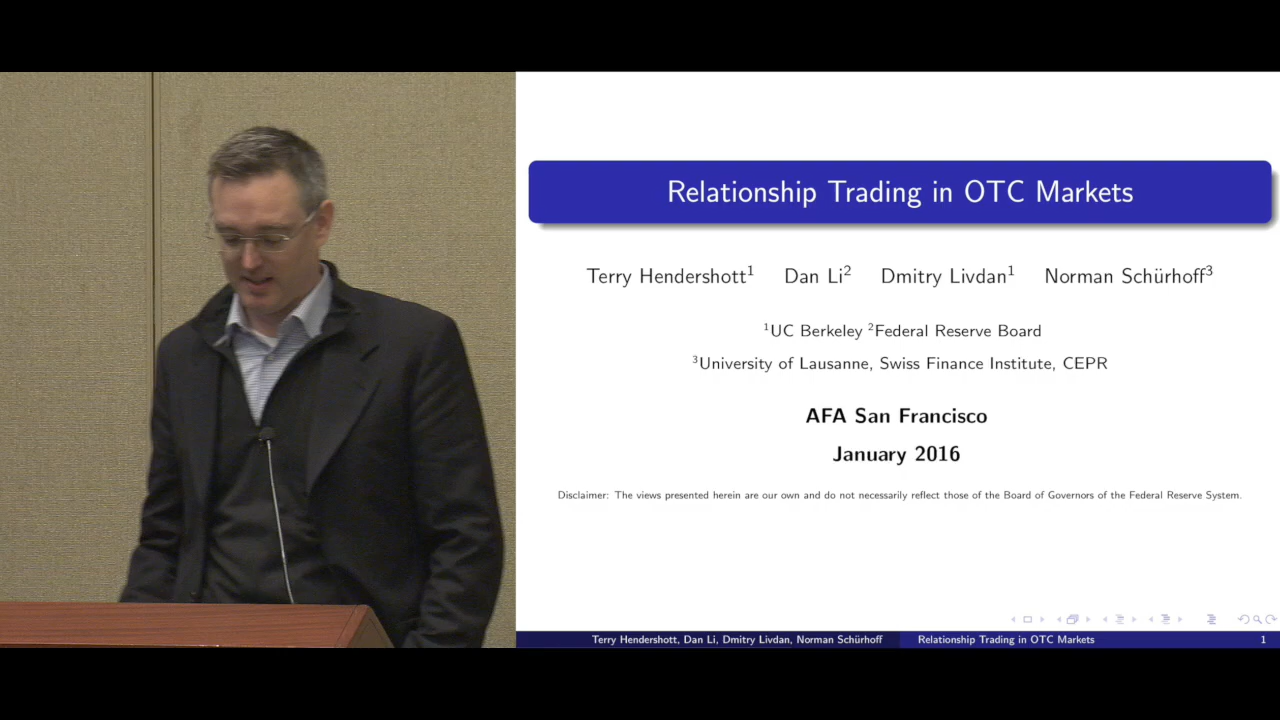 Relationship Trading in OTC Markets
Terry Hendershott¹ Dan Li² Dmitry Livdan¹ Norman Schürhoff³
¹UC Berkeley ²Federal Reserve Board
³University of Lausanne, Swiss Finance Institute, CEPR
AFA San Francisco
January 2016
Disclaimer: The views presented herein are our own and do not necessarily reflect those of the Board of Governors of the Federal Reserve System.
Terry Hendershott, Dan Li, Dmitry Livdan, Norman Schürhoff Relationship Trading in OTC Markets 1